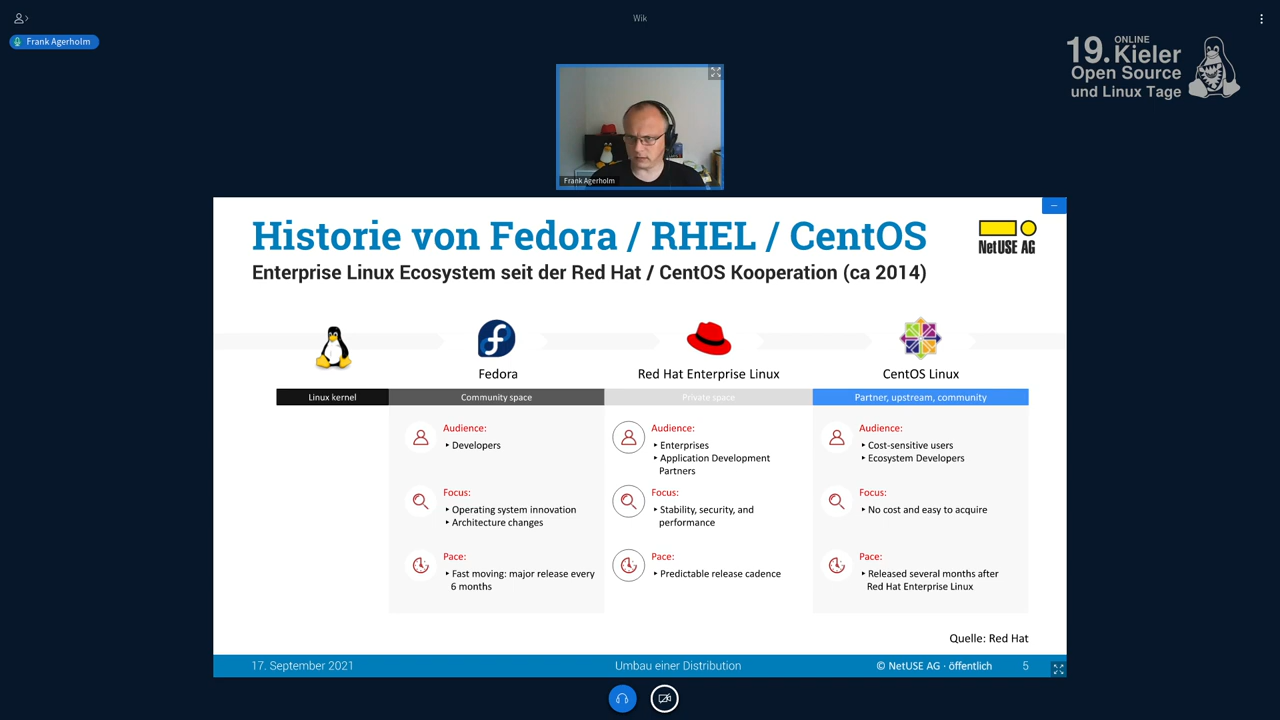 Wik
Frank Agerholm
ONLINE
19. Kieler
Open Source
und Linux Tage
Frank Agerholm
Historie von Fedora / RHEL / CentOS
NetUSE AG
Enterprise Linux Ecosystem seit der Red Hat / CentOS Kooperation (ca 2014)
Fedora
Red Hat Enterprise Linux
CentOS Linux
Linux kernel
Community space
Private space
Partner, upstream, community
Audience:
‣ Developers
Focus:
‣ Operating system innovation
‣ Architecture changes
Pace:
‣ Fast moving: major release every
6 months
Audience:
‣ Enterprises
‣ Application Development
Partners
Focus:
‣ Stability, security, and
performance
Pace:
‣ Predictable release cadence
Audience:
‣ Cost-sensitive users
‣ Ecosystem Developers
Focus:
‣ No cost and easy to acquire
Pace:
‣ Released several months after
Red Hat Enterprise Linux
Quelle: Red Hat
17. September 2021
Umbau einer Distribution
© NetUSE AG · öffentlich
5